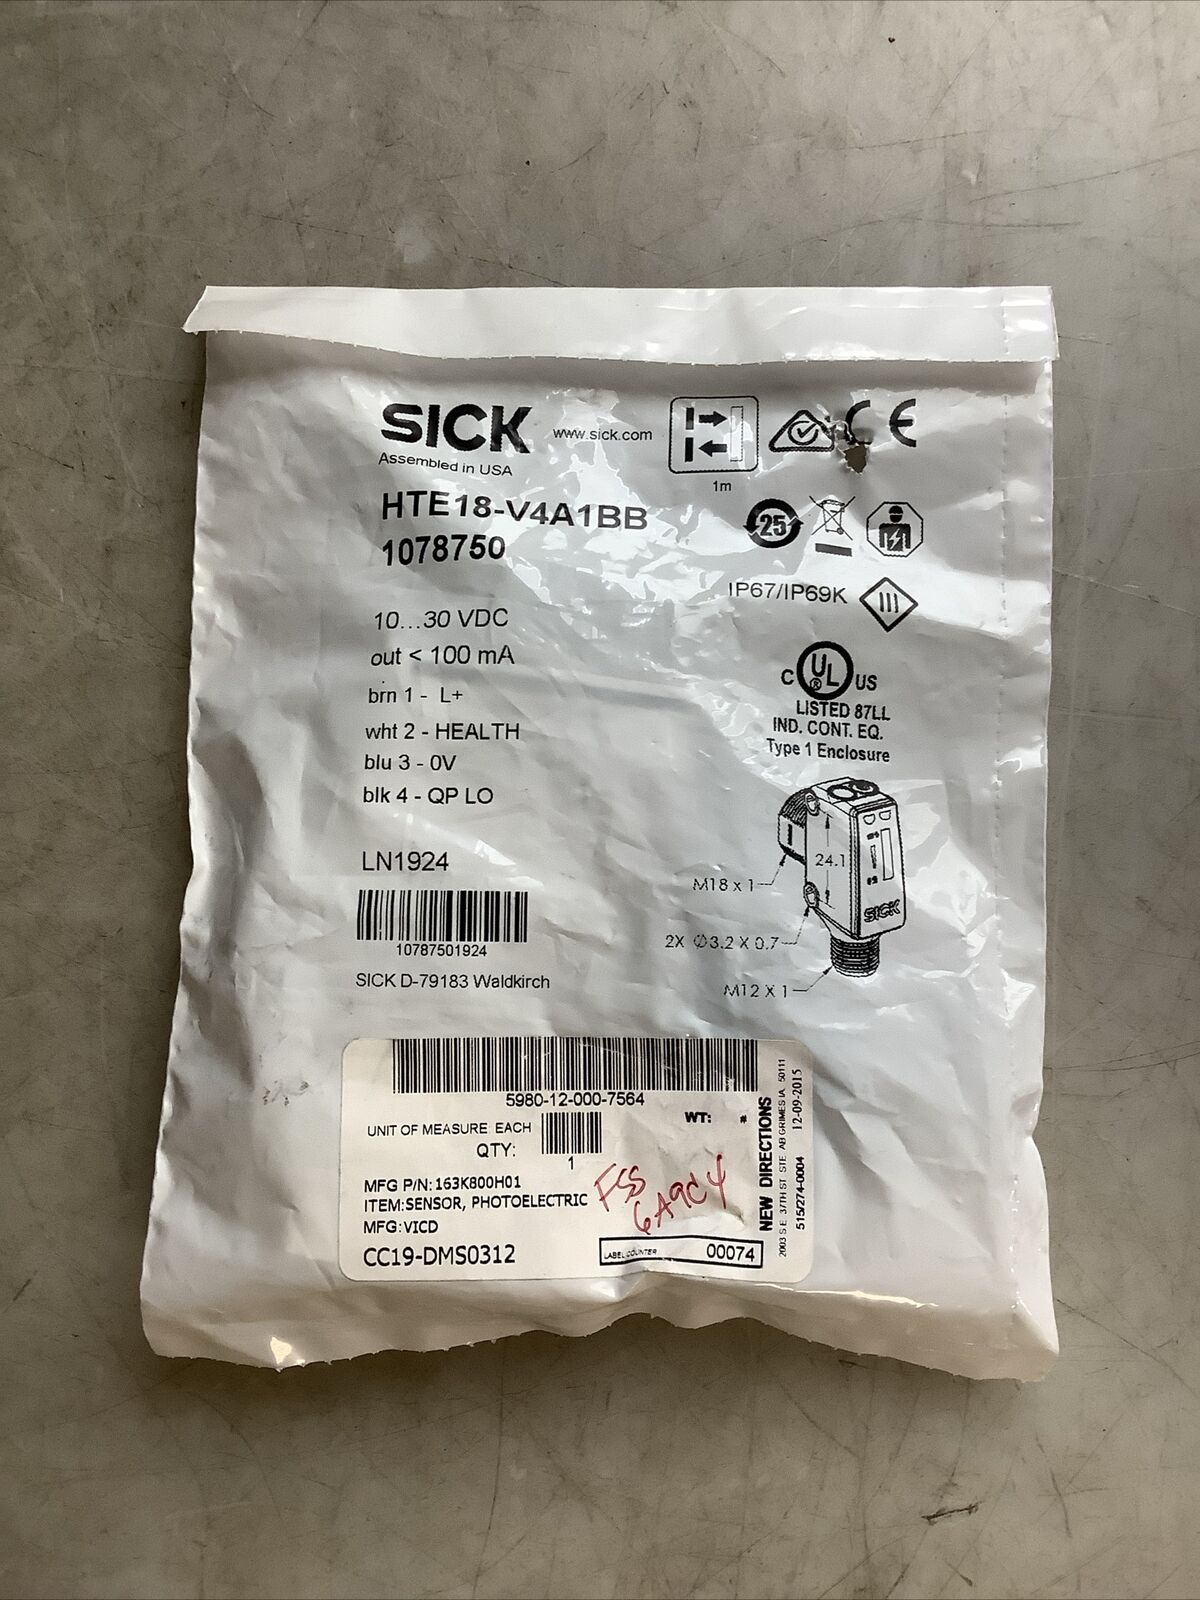 SICK www.sick.com
Assembled in USA
1m
HTE18-V4A1BB
1078750
25
IP67/IP69K
10...30 VDC
out < 100 mA
brn 1 - L+
wht 2 - HEALTH
blu 3 - 0V
blk 4 - QP LO
C UL ® US
LISTED 87LL
IND. CONT. EQ.
Type 1 Enclosure
24.1
M18 x 1
SICK
2X Ø3.2 X 0.7
M12 X 1
LN1924
10787501924
SICK D-79183 Waldkirch
5980-12-000-7564
UNIT OF MEASURE EACH
WT: #
QTY:
1
MFG P/N: 163K800H01
ITEM: SENSOR, PHOTOELECTRIC
MFG: VICD
CC19-DMS0312
FSS
6A9C4
LABEL COUNTER 00074
NEW DIRECTIONS
2003 S.E. 37TH ST. STE. AB GRIMES IA. 50111
515/274-0004 12-09-2015